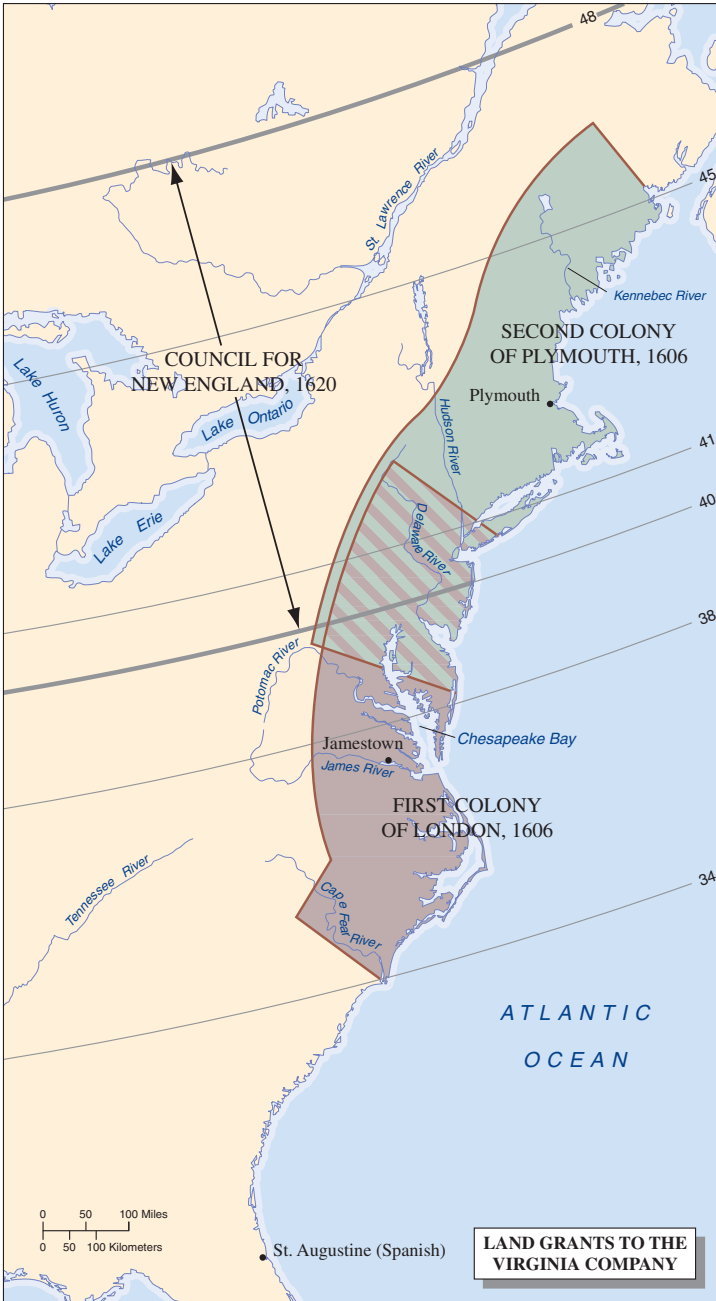 48
St. Lawrence River
45
Kennebec River
SECOND COLONY
OF PLYMOUTH, 1606
COUNCIL FOR
NEW ENGLAND, 1620
Lake Huron
Lake Ontario
Plymouth
Hudson River
41
Lake Erie
Delaware River
40
38
Potomac River
Chesapeake Bay
Jamestown
James River
FIRST COLONY
OF LONDON, 1606
Tennessee River
34
Cape Fear River
ATLANTIC
OCEAN
0 50 100 Miles
0 50 100 Kilometers
St. Augustine (Spanish)
LAND GRANTS TO THE
VIRGINIA COMPANY